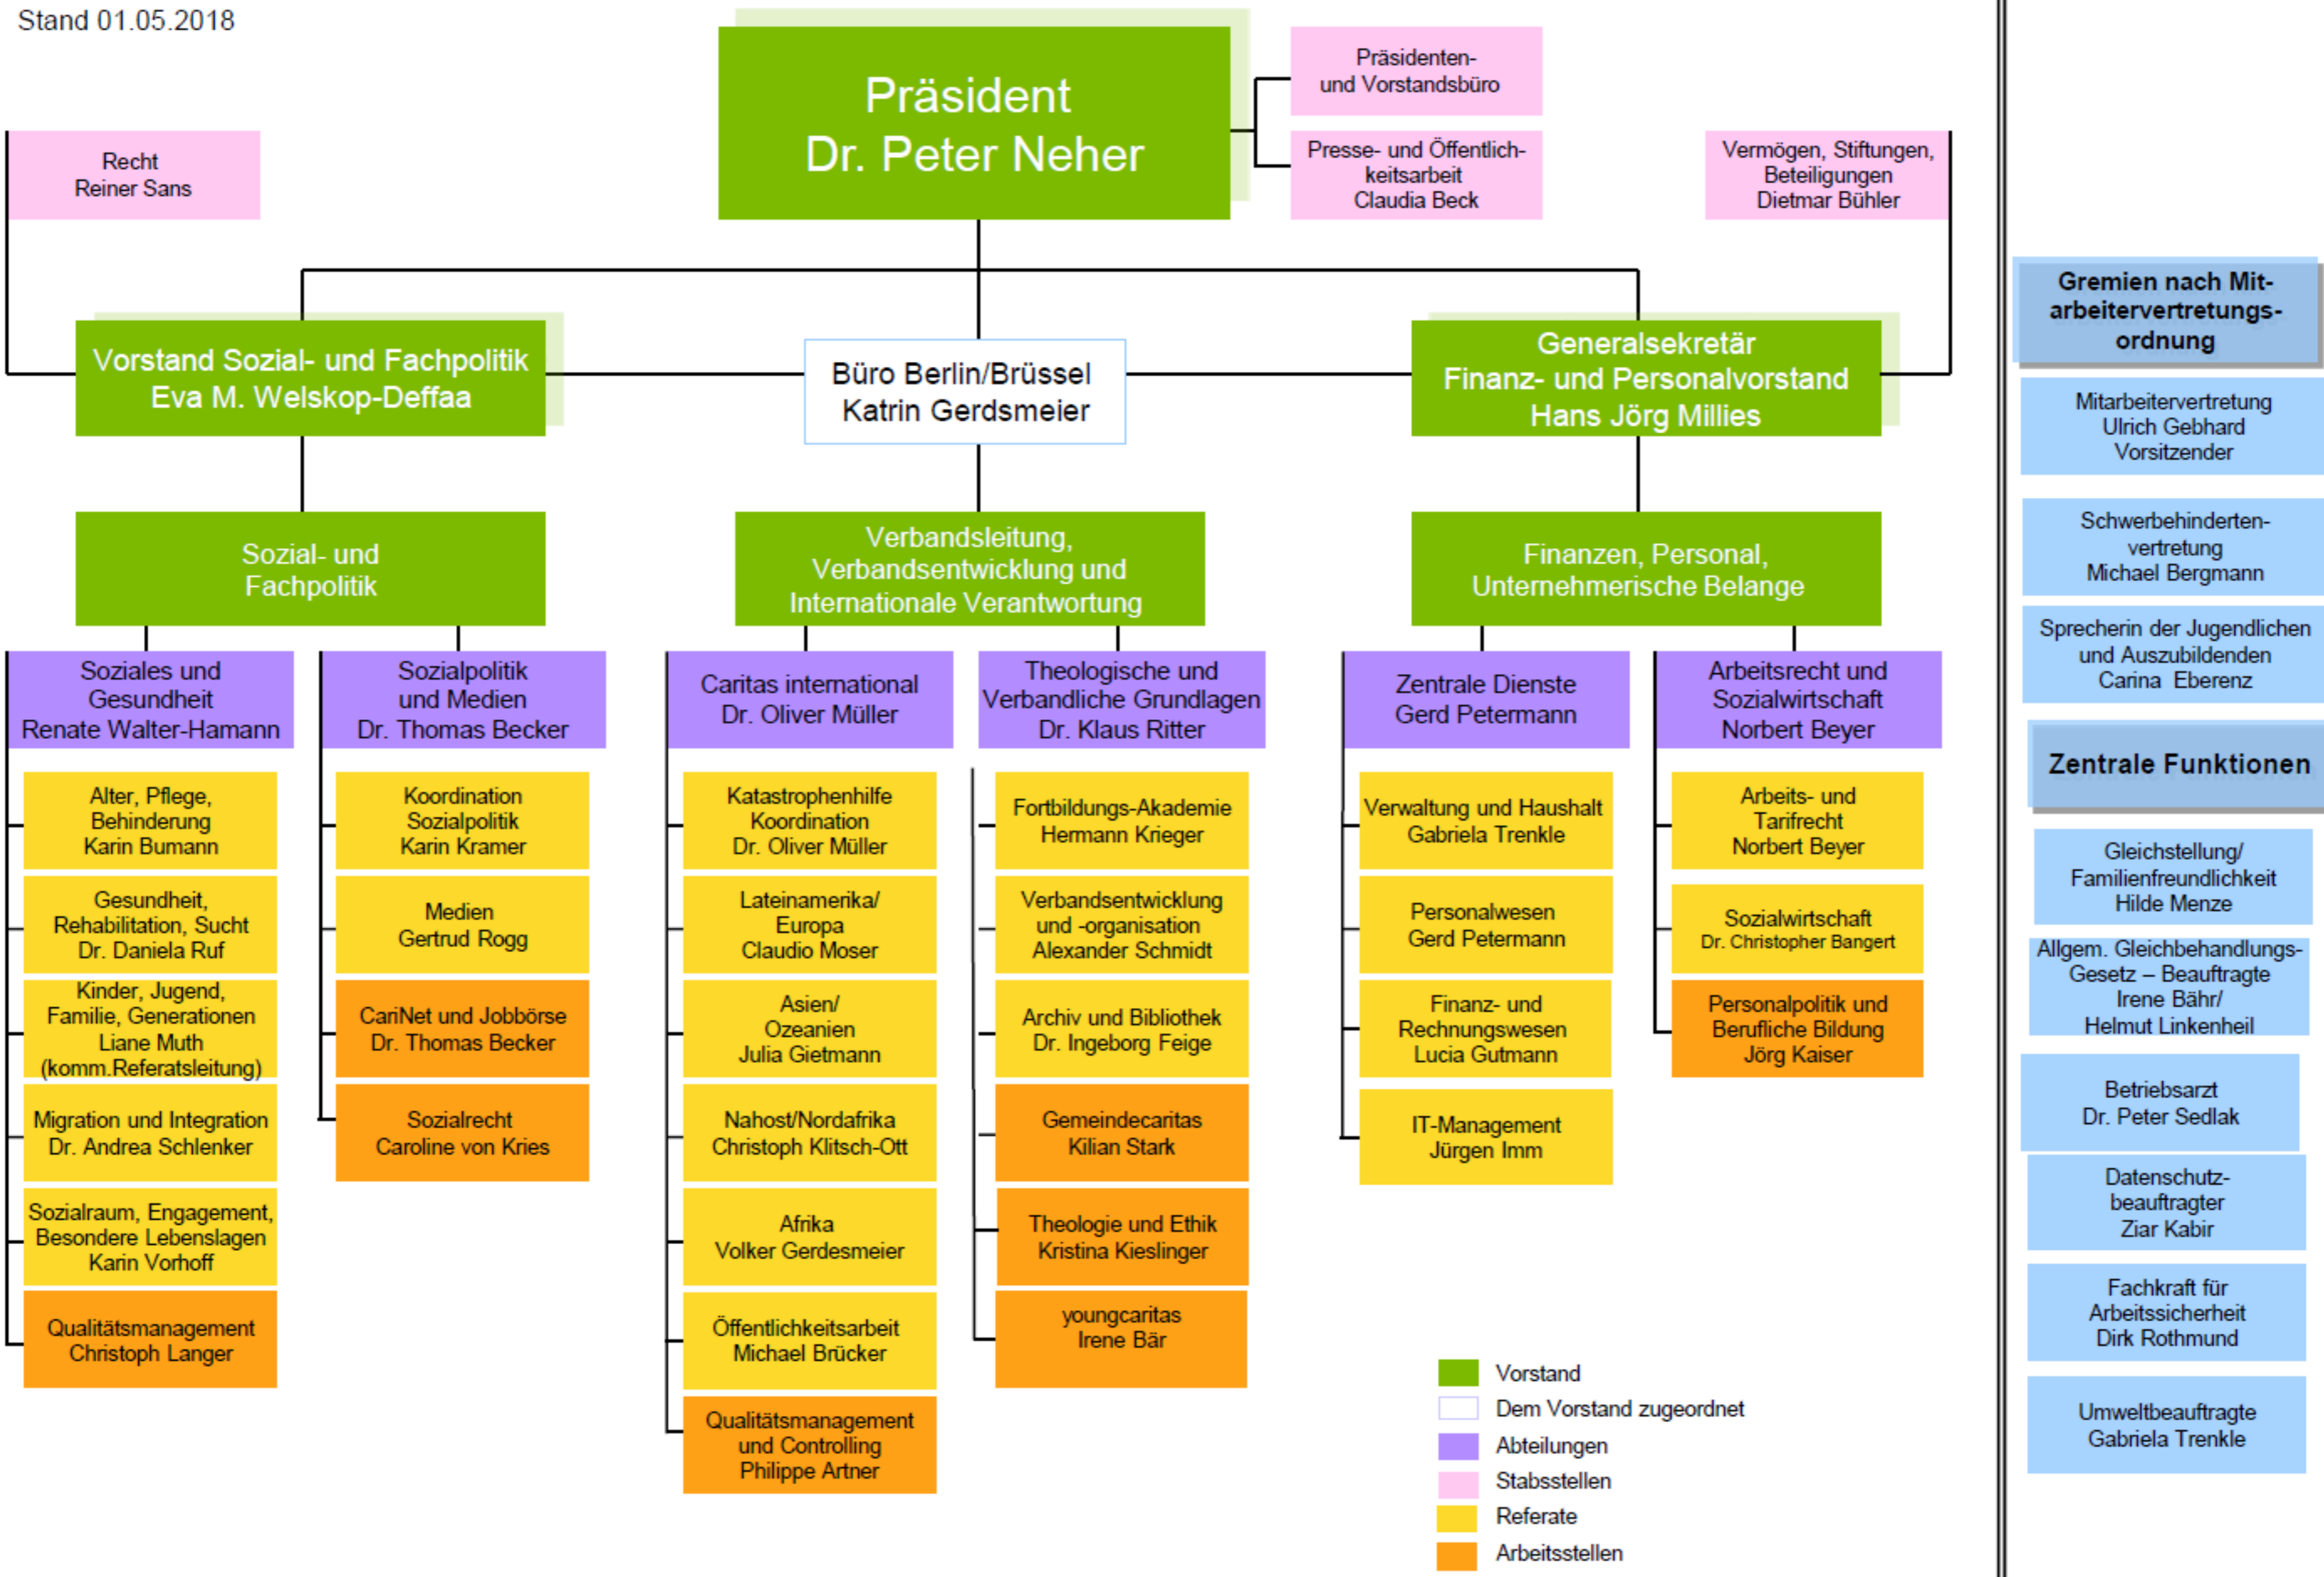 Stand 01.05.2018
Präsident
Dr. Peter Neher
Präsidenten-
und Vorstandsbüro
Presse- und Öffentlich-
keitsarbeit
Claudia Beck
Recht
Reiner Sans
Vermögen, Stiftungen,
Beteiligungen
Dietmar Bühler
Vorstand Sozial- und Fachpolitik
Eva M. Welskop-Deffaa
Büro Berlin/Brüssel
Katrin Gerdsmeier
Generalsekretär
Finanz- und Personalvorstand
Hans Jörg Millies
Sozial- und
Fachpolitik
Verbandsleitung,
Verbandsentwicklung und
Internationale Verantwortung
Finanzen, Personal,
Unternehmerische Belange
Soziales und
Gesundheit
Renate Walter-Hamann
Alter, Pflege,
Behinderung
Karin Bumann
Gesundheit,
Rehabilitation, Sucht
Dr. Daniela Ruf
Kinder, Jugend,
Familie, Generationen
Liane Muth
(komm.Referatsleitung)
Migration und Integration
Dr. Andrea Schlenker
Sozialraum, Engagement,
Besondere Lebenslagen
Karin Vorhoff
Qualitätsmanagement
Christoph Langer
Sozialpolitik
und Medien
Dr. Thomas Becker
Koordination
Sozialpolitik
Karin Kramer
Medien
Gertrud Rogg
CariNet und Jobbörse
Dr. Thomas Becker
Sozialrecht
Caroline von Kries
Caritas international
Dr. Oliver Müller
Katastrophenhilfe
Koordination
Dr. Oliver Müller
Lateinamerika/
Europa
Claudio Moser
Asien/
Ozeanien
Julia Gietmann
Nahost/Nordafrika
Christoph Klitsch-Ott
Afrika
Volker Gerdesmeier
Öffentlichkeitsarbeit
Michael Brücker
Qualitätsmanagement
und Controlling
Philippe Artner
Theologische und
Verbandliche Grundlagen
Dr. Klaus Ritter
Fortbildungs-Akademie
Hermann Krieger
Verbandsentwicklung
und -organisation
Alexander Schmidt
Archiv und Bibliothek
Dr. Ingeborg Feige
Gemeindecaritas
Kilian Stark
Theologie und Ethik
Kristina Kieslinger
youngcaritas
Irene Bär
Zentrale Dienste
Gerd Petermann
Verwaltung und Haushalt
Gabriela Trenkle
Personalwesen
Gerd Petermann
Finanz- und
Rechnungswesen
Lucia Gutmann
IT-Management
Jürgen Imm
Arbeitsrecht und
Sozialwirtschaft
Norbert Beyer
Arbeits- und
Tarifrecht
Norbert Beyer
Sozialwirtschaft
Dr. Christopher Bangert
Personalpolitik und
Berufliche Bildung
Jörg Kaiser
Vorstand
Dem Vorstand zugeordnet
Abteilungen
Stabsstellen
Referate
Arbeitsstellen
Gremien nach Mit-
arbeitervertretungs-
ordnung
Mitarbeitervertretung
Ulrich Gebhard
Vorsitzender
Schwerbehinderten-
vertretung
Michael Bergmann
Sprecherin der Jugendlichen
und Auszubildenden
Carina Eberenz
Zentrale Funktionen
Gleichstellung/
Familienfreundlichkeit
Hilde Menze
Allgem. Gleichbehandlungs-
Gesetz – Beauftragte
Irene Bähr/
Helmut Linkenheil
Betriebsarzt
Dr. Peter Sedlak
Datenschutz-
beauftragter
Ziar Kabir
Fachkraft für
Arbeitssicherheit
Dirk Rothmund
Umweltbeauftragte
Gabriela Trenkle